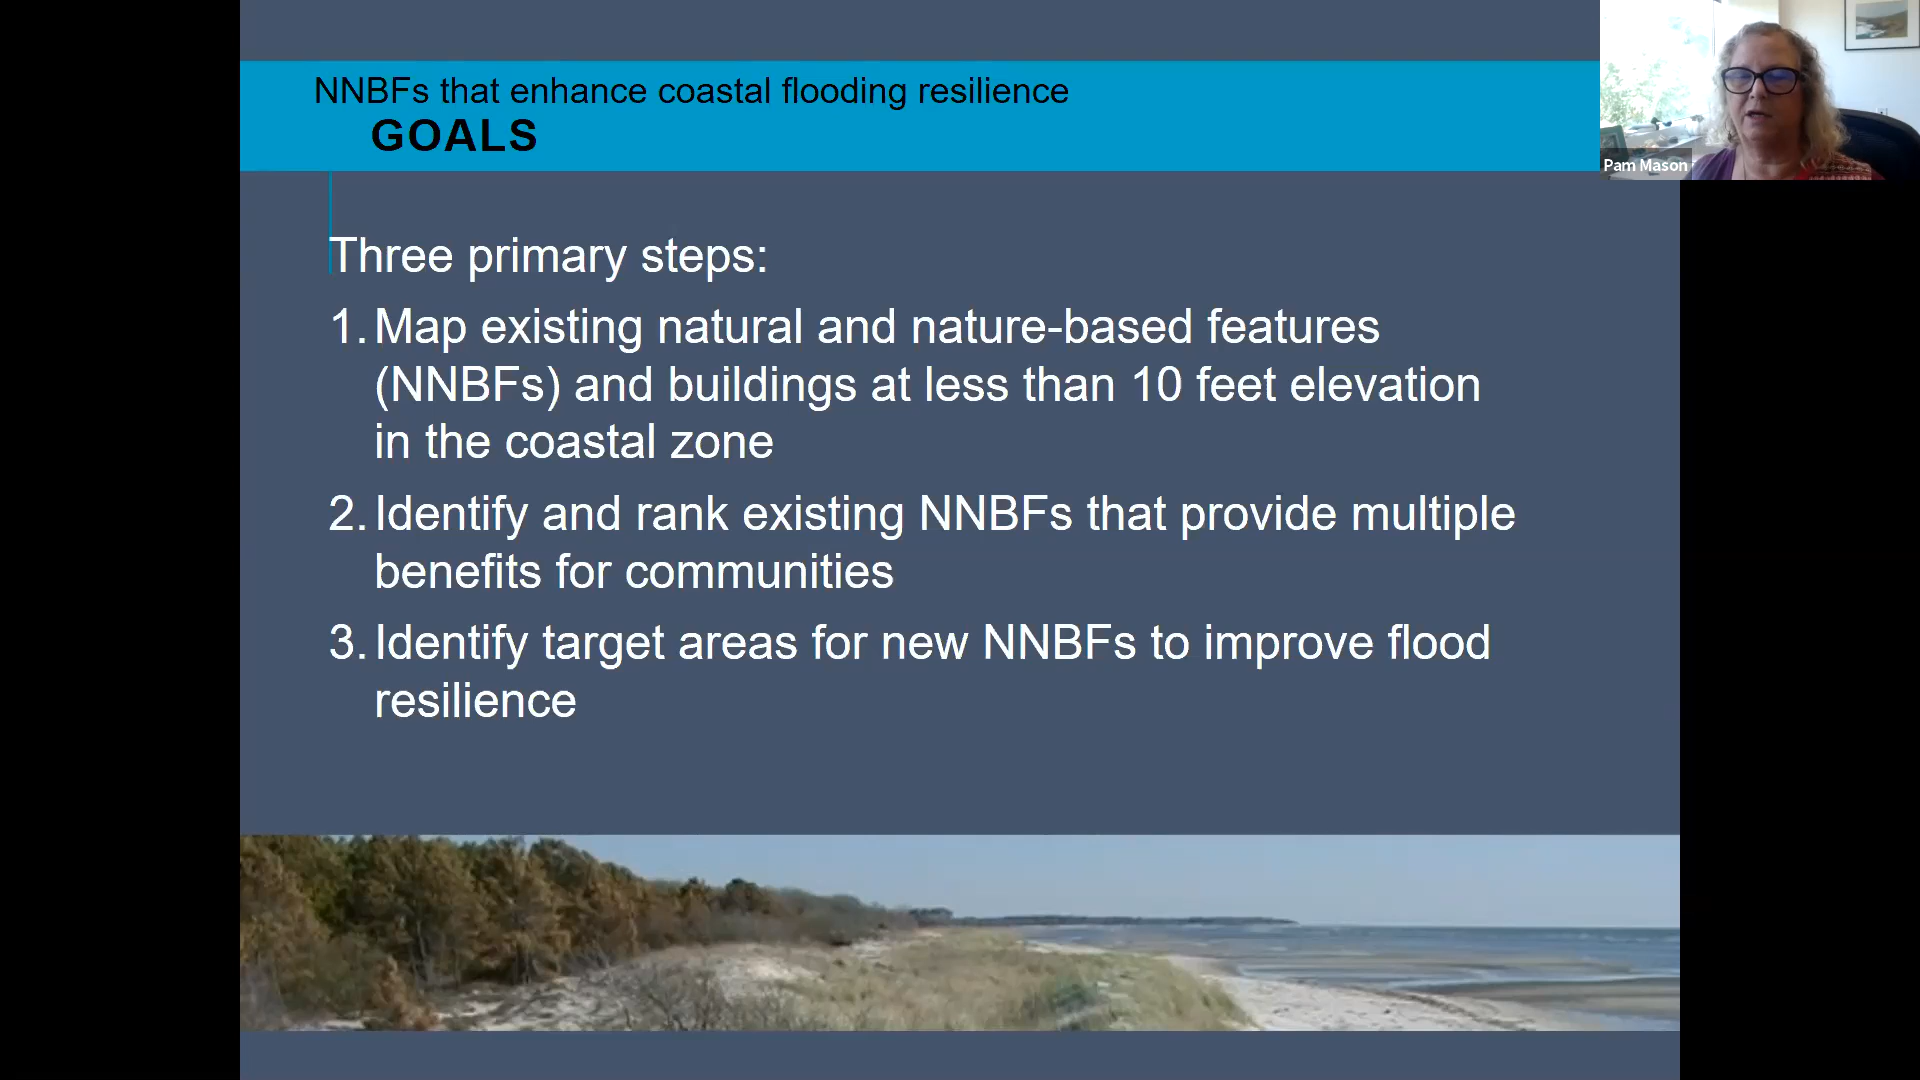 NNBFs that enhance coastal flooding resilience
GOALS
Pam Mason
Three primary steps:
1. Map existing natural and nature-based features
(NNBFs) and buildings at less than 10 feet elevation
in the coastal zone
2. Identify and rank existing NNBFs that provide multiple
benefits for communities
3. Identify target areas for new NNBFs to improve flood
resilience